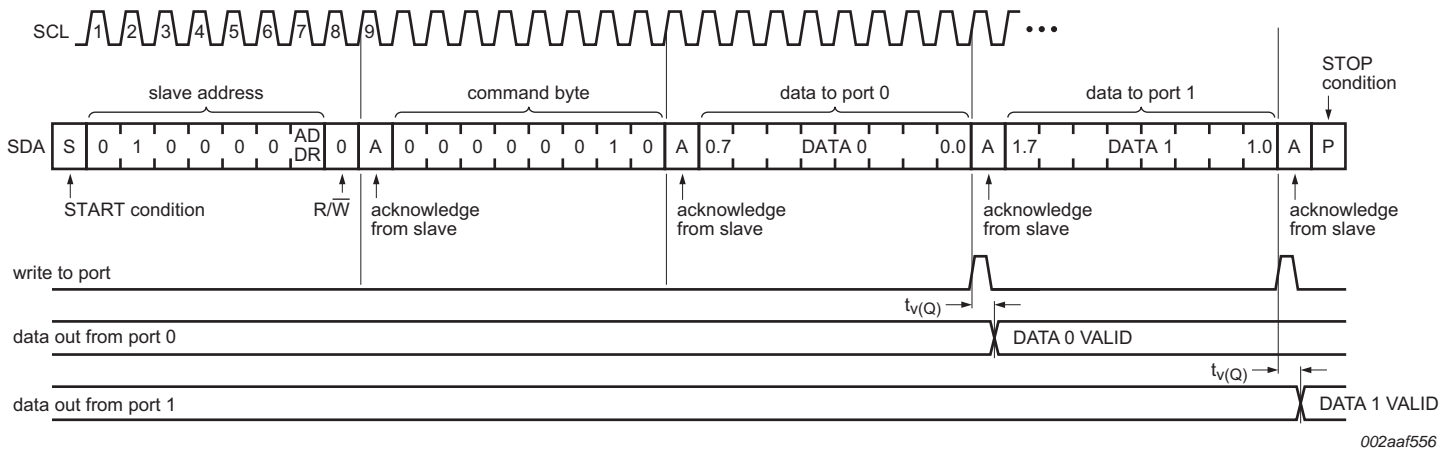 SCL 1 2 3 4 5 6 7 8 9 •••
STOP
condition
slave address command byte data to port 0 data to port 1
SDA S 0 1 0 0 0 0 AD DR 0 A 0 0 0 0 0 0 1 0 A 0.7 DATA 0 0.0 A 1.7 DATA 1 1.0 A P
START condition R/W̅ acknowledge from slave acknowledge from slave acknowledge from slave acknowledge from slave
write to port
tv(Q)
data out from port 0 DATA 0 VALID
tv(Q)
data out from port 1 DATA 1 VALID
002aaf556